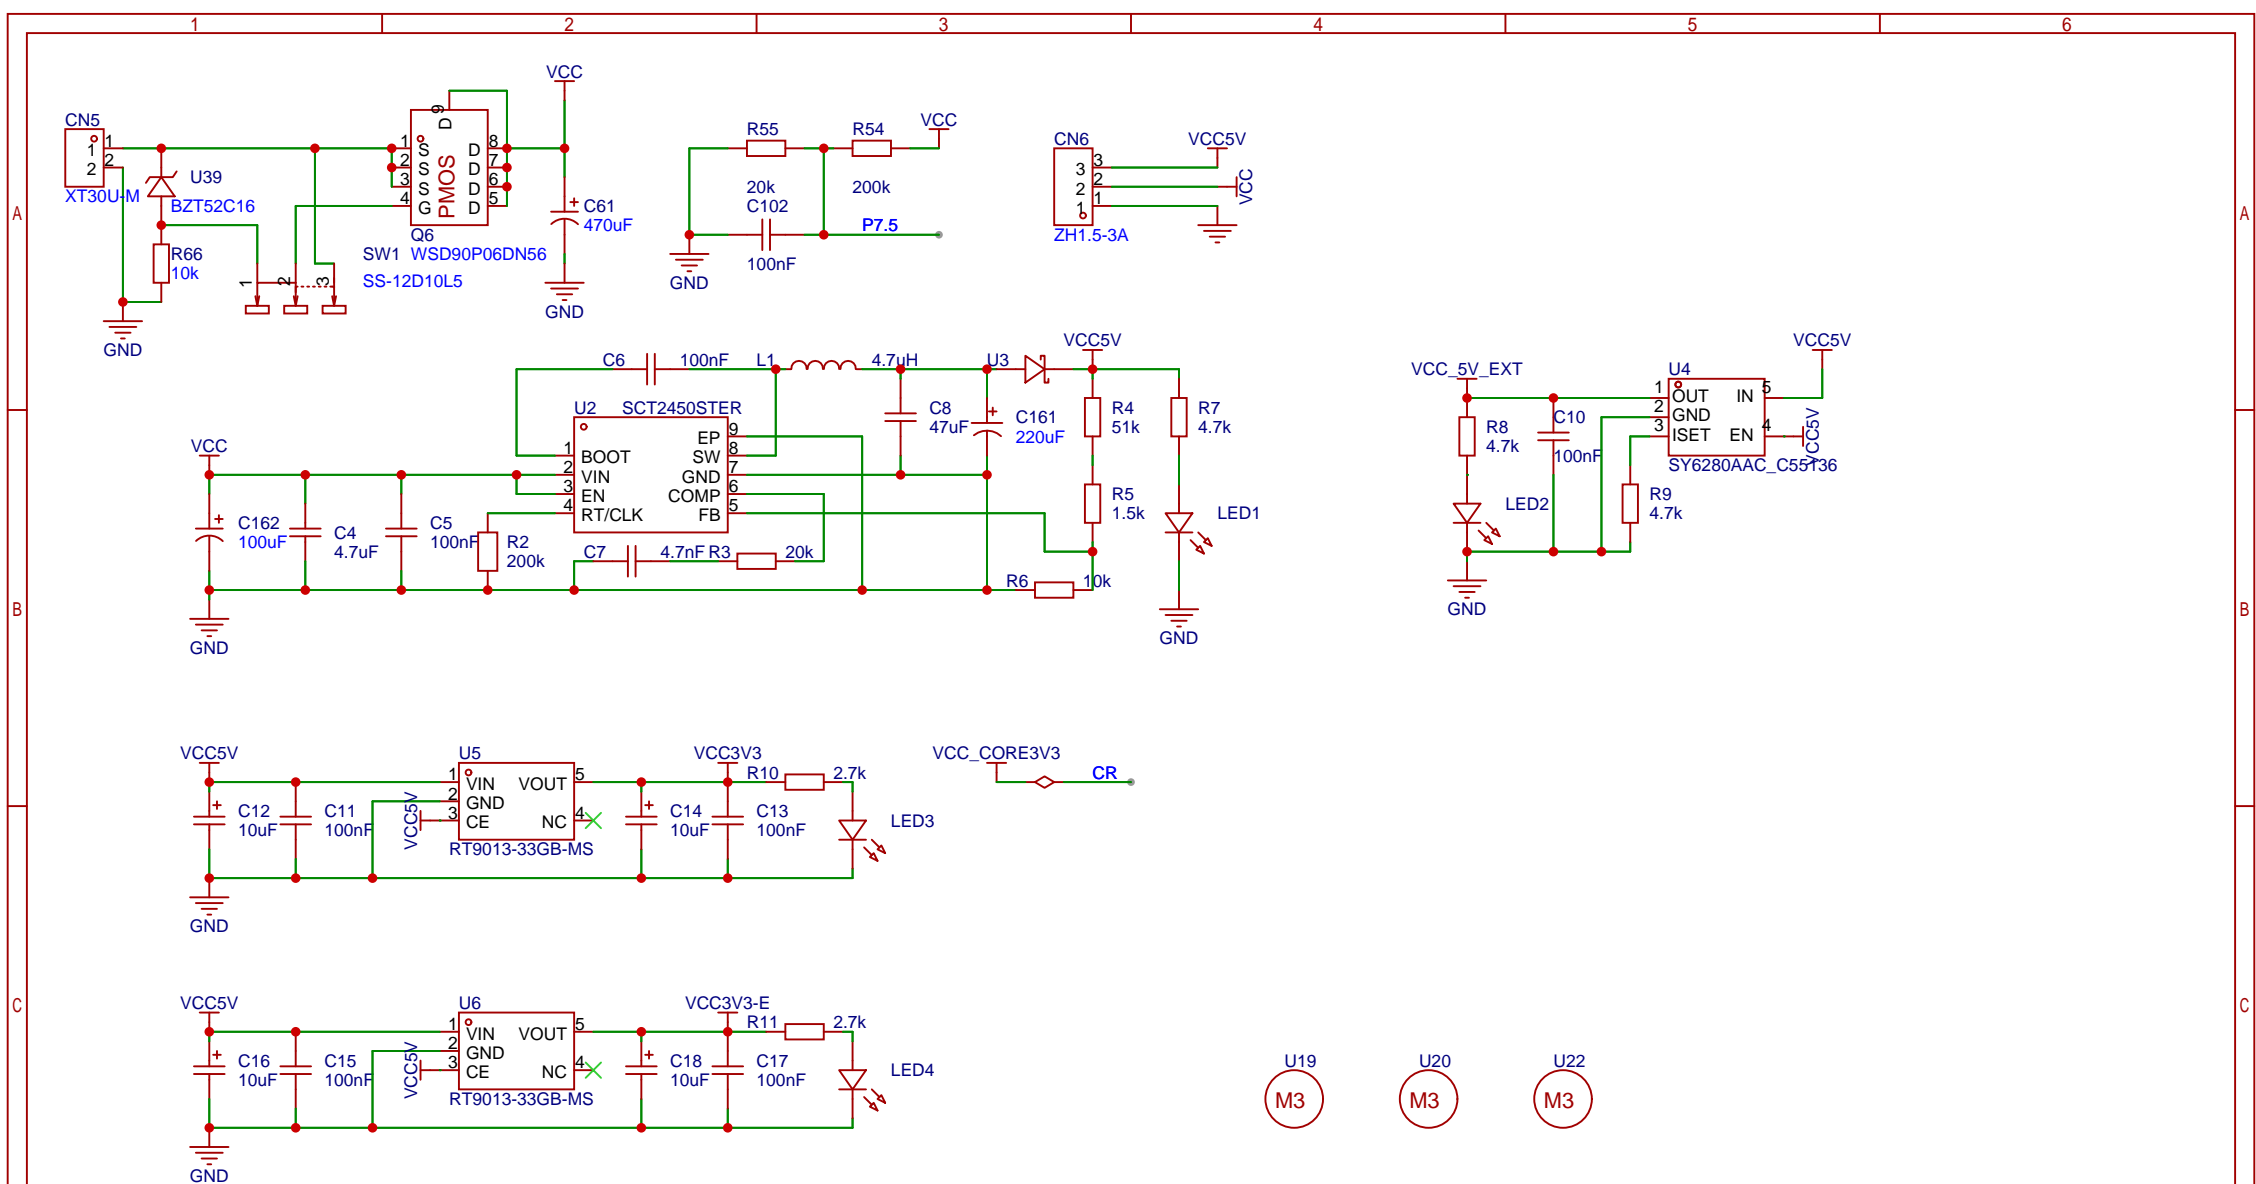 1 2 3 4 5 6
A A
B B
C C
CN5
1
1
2
2
XT30U-M
U39
BZT52C16
R66
10k
GND
1 2 3
SW1
SS-12D10L5
VCC
D 9
1 S D 8
2 S D 7
3 S D 6
4 G D 5
PMOS
Q6
WSD90P06DN56
C61
470uF
GND
R55
20k
R54
200k
VCC
C102
100nF
P7.5
GND
CN6
3 3
2 2
1 1
ZH1.5-3A
VCC5V
VCC
C6 100nF
L1 4.7uH
U3
VCC5V
U2 SCT2450STER
EP 9
1 BOOT SW 8
2 VIN GND 7
3 EN COMP 6
4 RT/CLK FB 5
VCC
C162
100uF
C4
4.7uF
C5
100nF
R2
200k
C7 4.7nF
R3 20k
C8
47uF
C161
220uF
R4
51k
R5
1.5k
R6 10k
R7
4.7k
LED1
GND
GND
VCC_5V_EXT
R8
4.7k
LED2
C10
100nF
U4
1 OUT IN 5
2 GND
3 ISET EN 4
SY6280AAC_C55136
R9
4.7k
VCC5V
VCC5V
GND
VCC5V
C12
10uF
C11
100nF
VCC5V
U5
1 VIN VOUT 5
2 GND
3 CE NC 4
RT9013-33GB-MS
VCC3V3
C14
10uF
C13
100nF
R10 2.7k
LED3
GND
VCC_CORE3V3
CR
VCC5V
C16
10uF
C15
100nF
VCC5V
U6
1 VIN VOUT 5
2 GND
3 CE NC 4
RT9013-33GB-MS
VCC3V3-E
C18
10uF
C17
100nF
R11 2.7k
LED4
GND
U19 U20 U22
M3 M3 M3